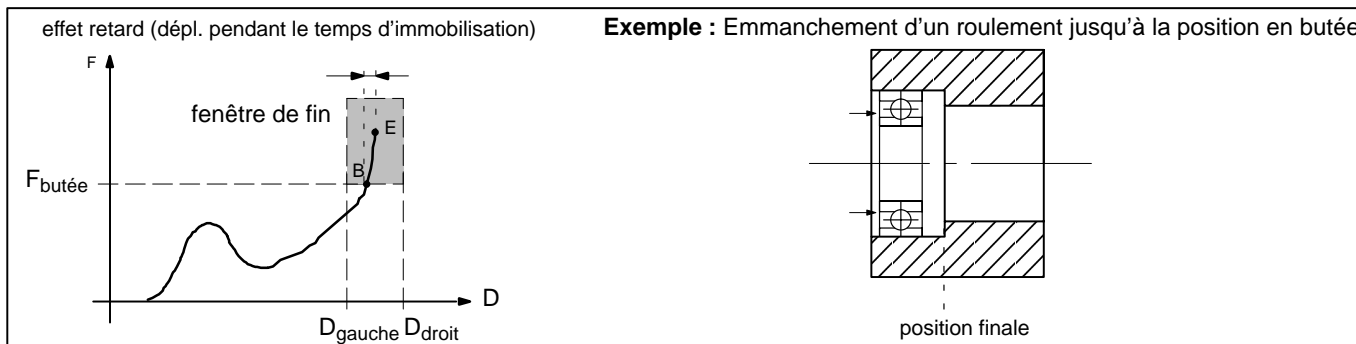 effet retard (dépl. pendant le temps d'immobilisation)
Exemple : Emmanchement d'un roulement jusqu'à la position en butée
F
fenêtre de fin
E
B
Fbutée
D
Dgauche Ddroit
position finale